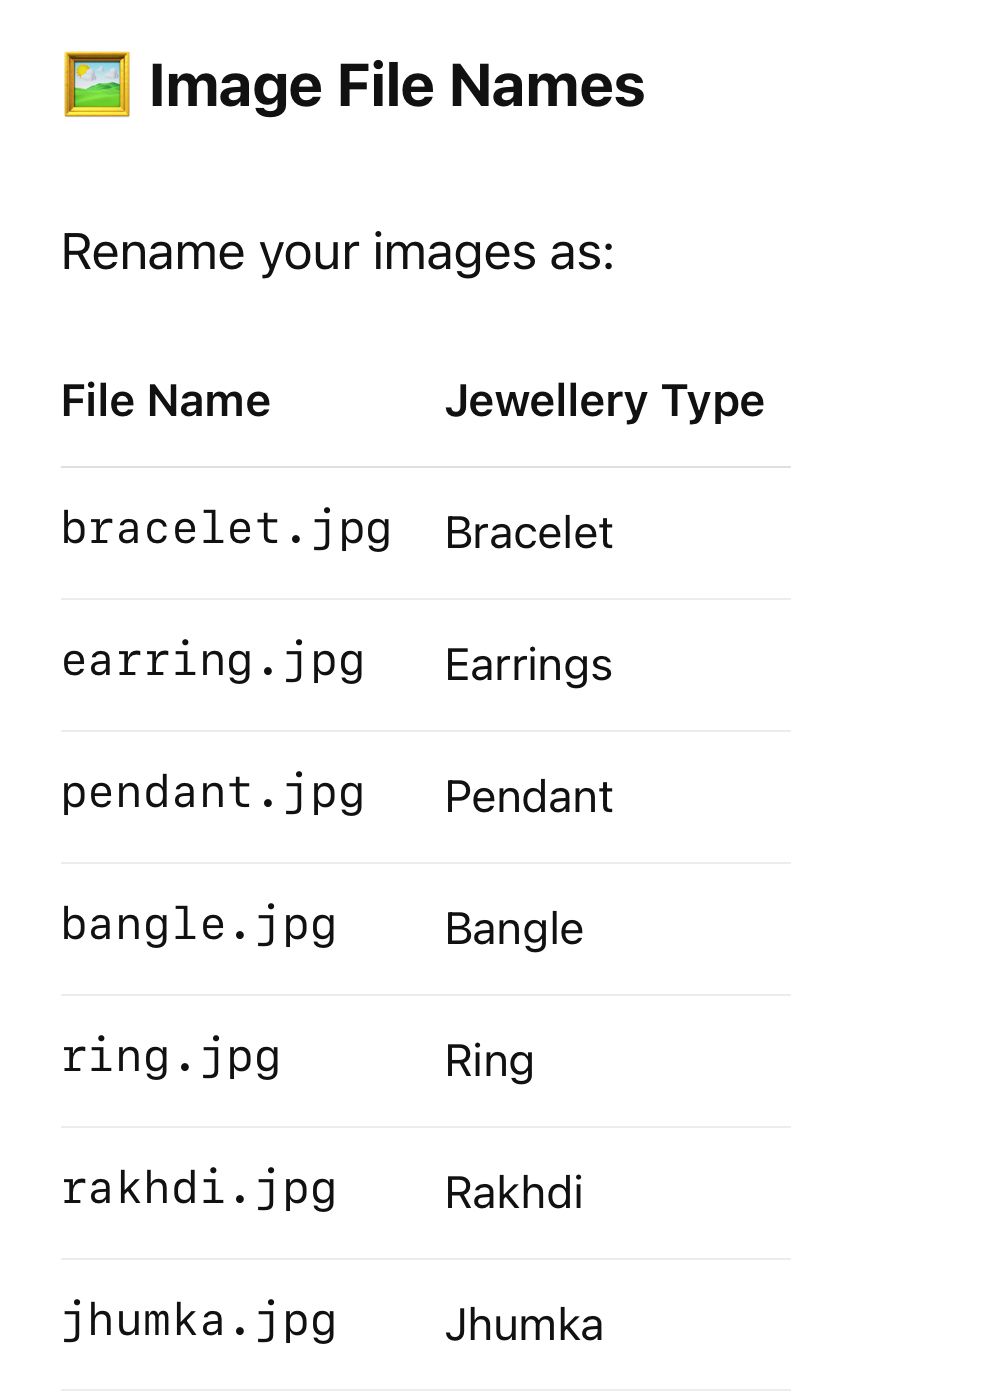 Image File Names
Rename your images as:
File Name Jewellery Type
bracelet.jpg Bracelet
earring.jpg Earrings
pendant.jpg Pendant
bangle.jpg Bangle
ring.jpg Ring
rakhdi.jpg Rakhdi
jhumka.jpg Jhumka